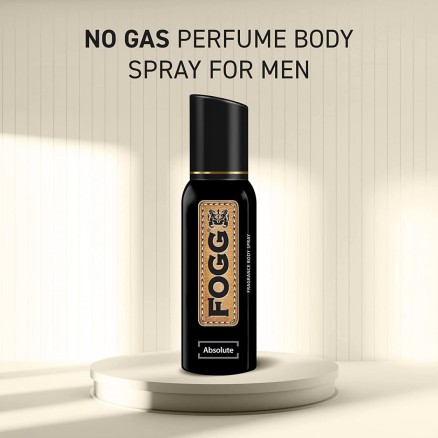 NO GAS PERFUME BODY
SPRAY FOR MEN
FOGG
FRAGRANCE BODY SPRAY
Absolute